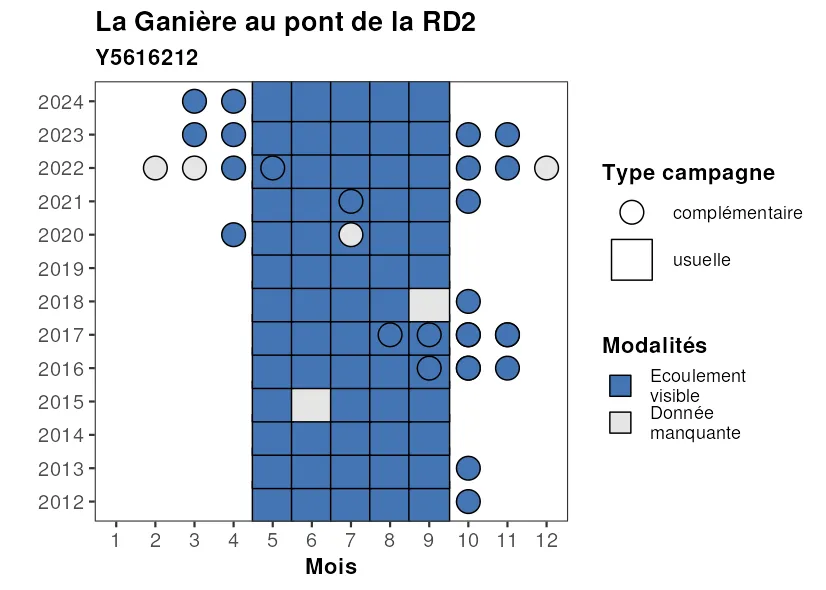 La Ganière au pont de la RD2
Y5616212
2024
2023
2022
2021
2020
2019
2018
2017
2016
2015
2014
2013
2012
1 2 3 4 5 6 7 8 9 10 11 12
Mois
Type campagne
complémentaire
usuelle
Modalités
Ecoulement
visible
Donnée
manquante